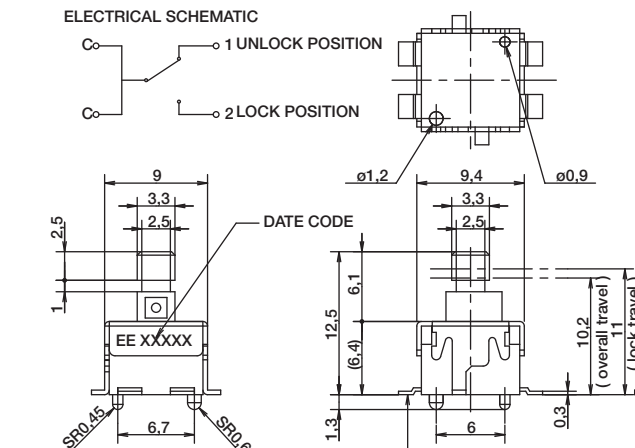 ELECTRICAL SCHEMATIC
C
1 UNLOCK POSITION
C
2 LOCK POSITION
ø1,2
ø0,9
9
3,3
2,5
2,5
1
DATE CODE
EE XXXXX
SR0,45
6,7
SR0,6
9,4
3,3
2,5
12,5
6,1
(6,4)
1,3
6
0,3
10,2
( overall travel )
11
( lock travel )